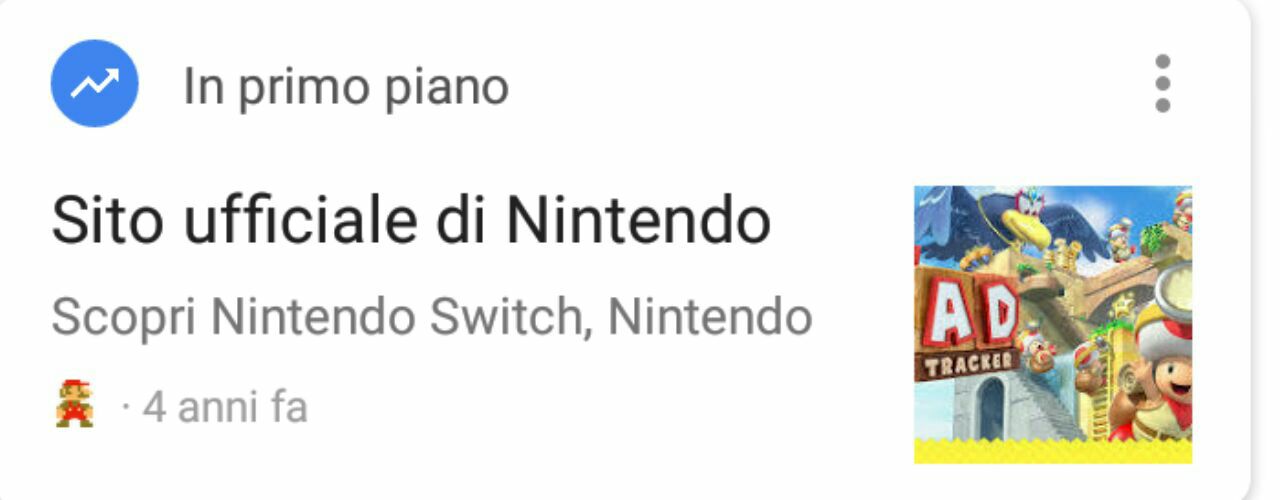 In primo piano
Sito ufficiale di Nintendo
Scopri Nintendo Switch, Nintendo
· 4 anni fa
AD
TRACKER